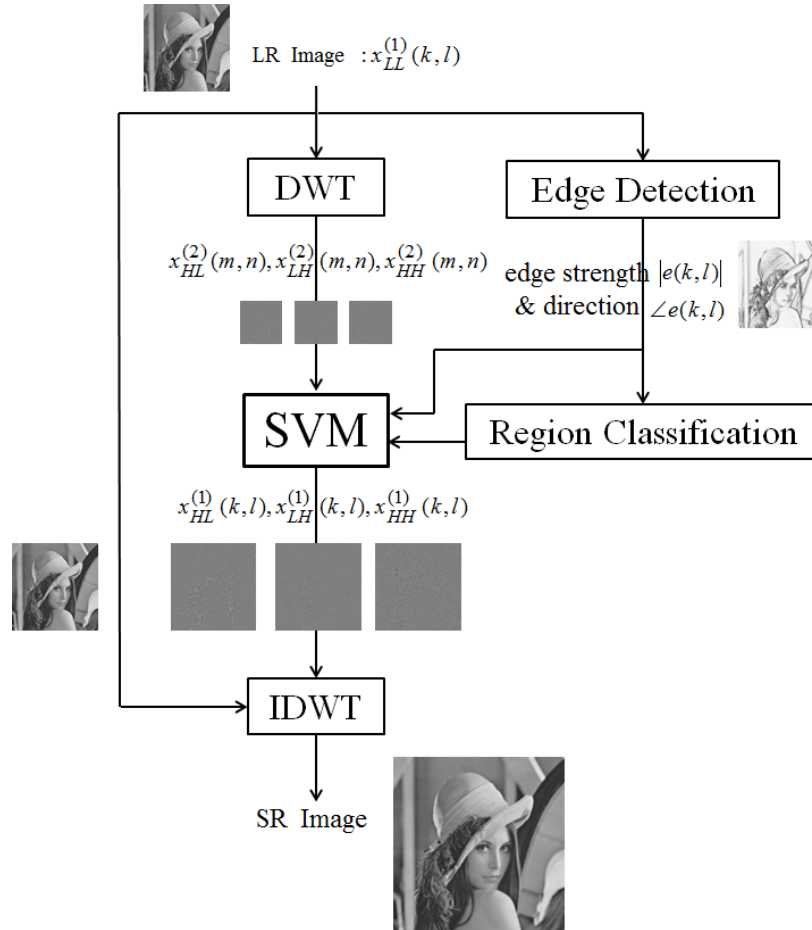 LR Image : x_{LL}^{(1)}(k,l)
DWT
Edge Detection
x_{HL}^{(2)}(m,n), x_{LH}^{(2)}(m,n), x_{HH}^{(2)}(m,n)
edge strength |e(k,l)|
& direction ∠e(k,l)
SVM
Region Classification
x_{HL}^{(1)}(k,l), x_{LH}^{(1)}(k,l), x_{HH}^{(1)}(k,l)
IDWT
SR Image